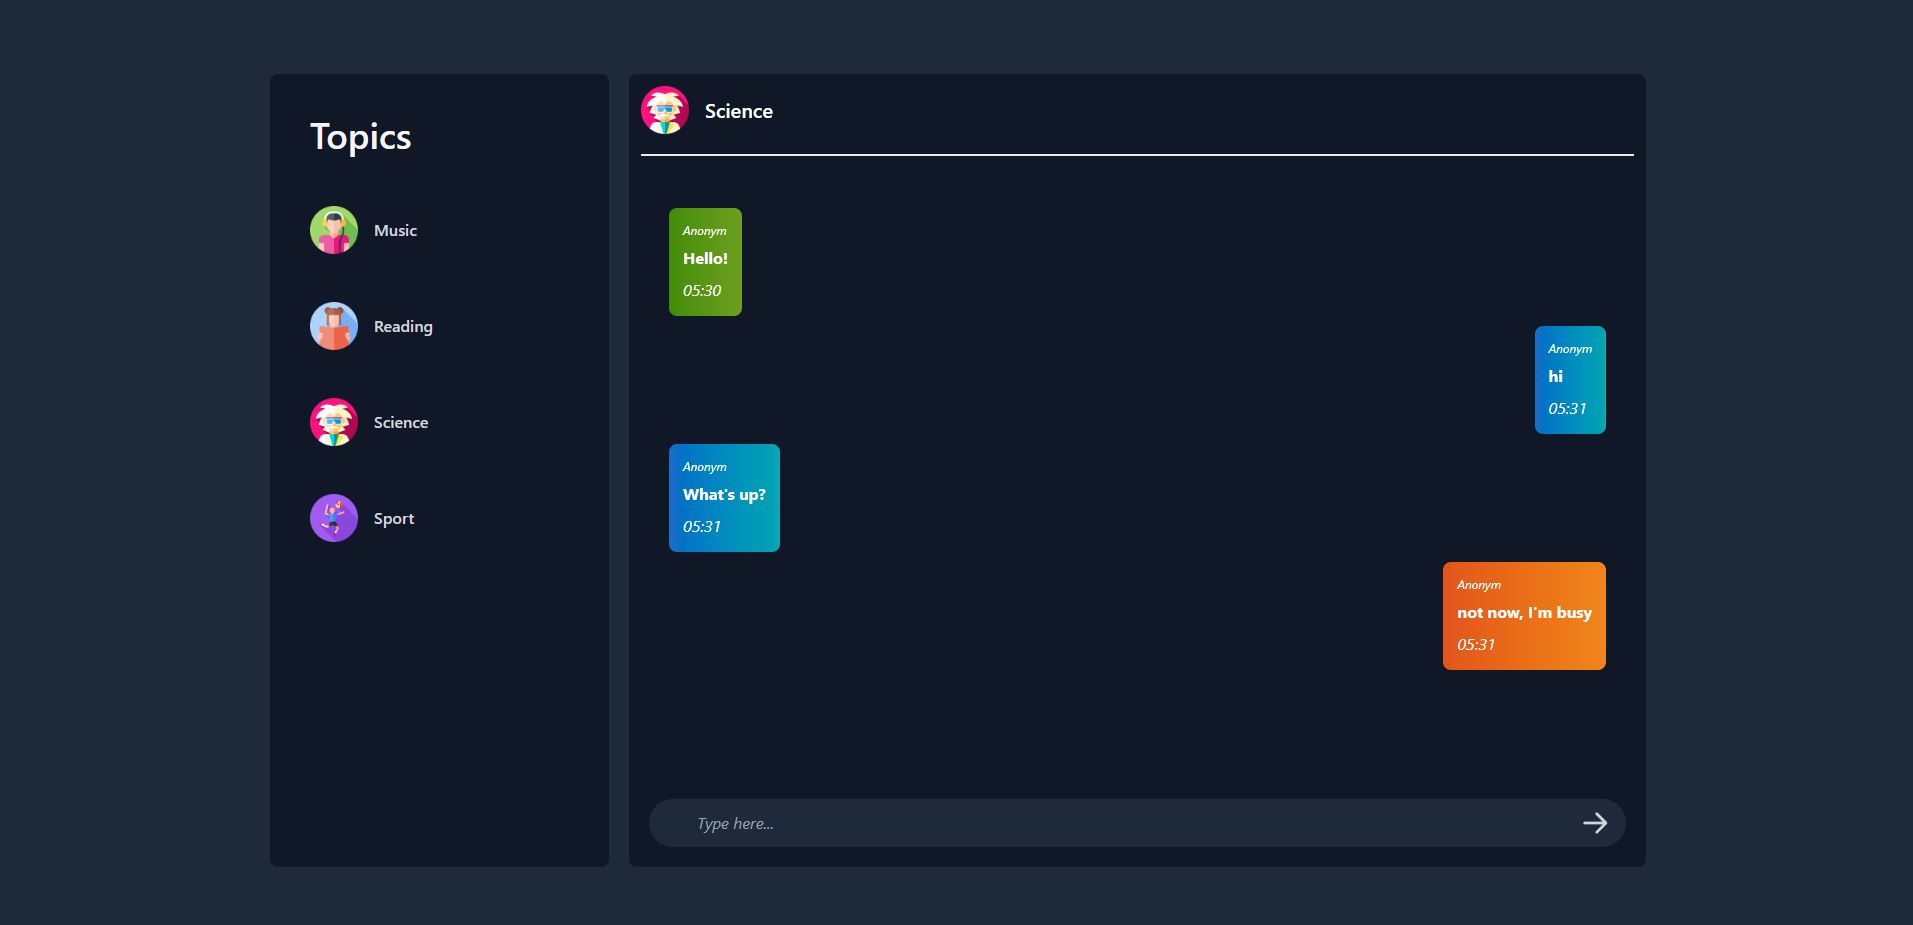 Topics
Music
Reading
Science
Sport
Science
Anonym
Hello!
05:30
Anonym
hi
05:31
Anonym
What's up?
05:31
Anonym
not now, I'm busy
05:31
Type here...